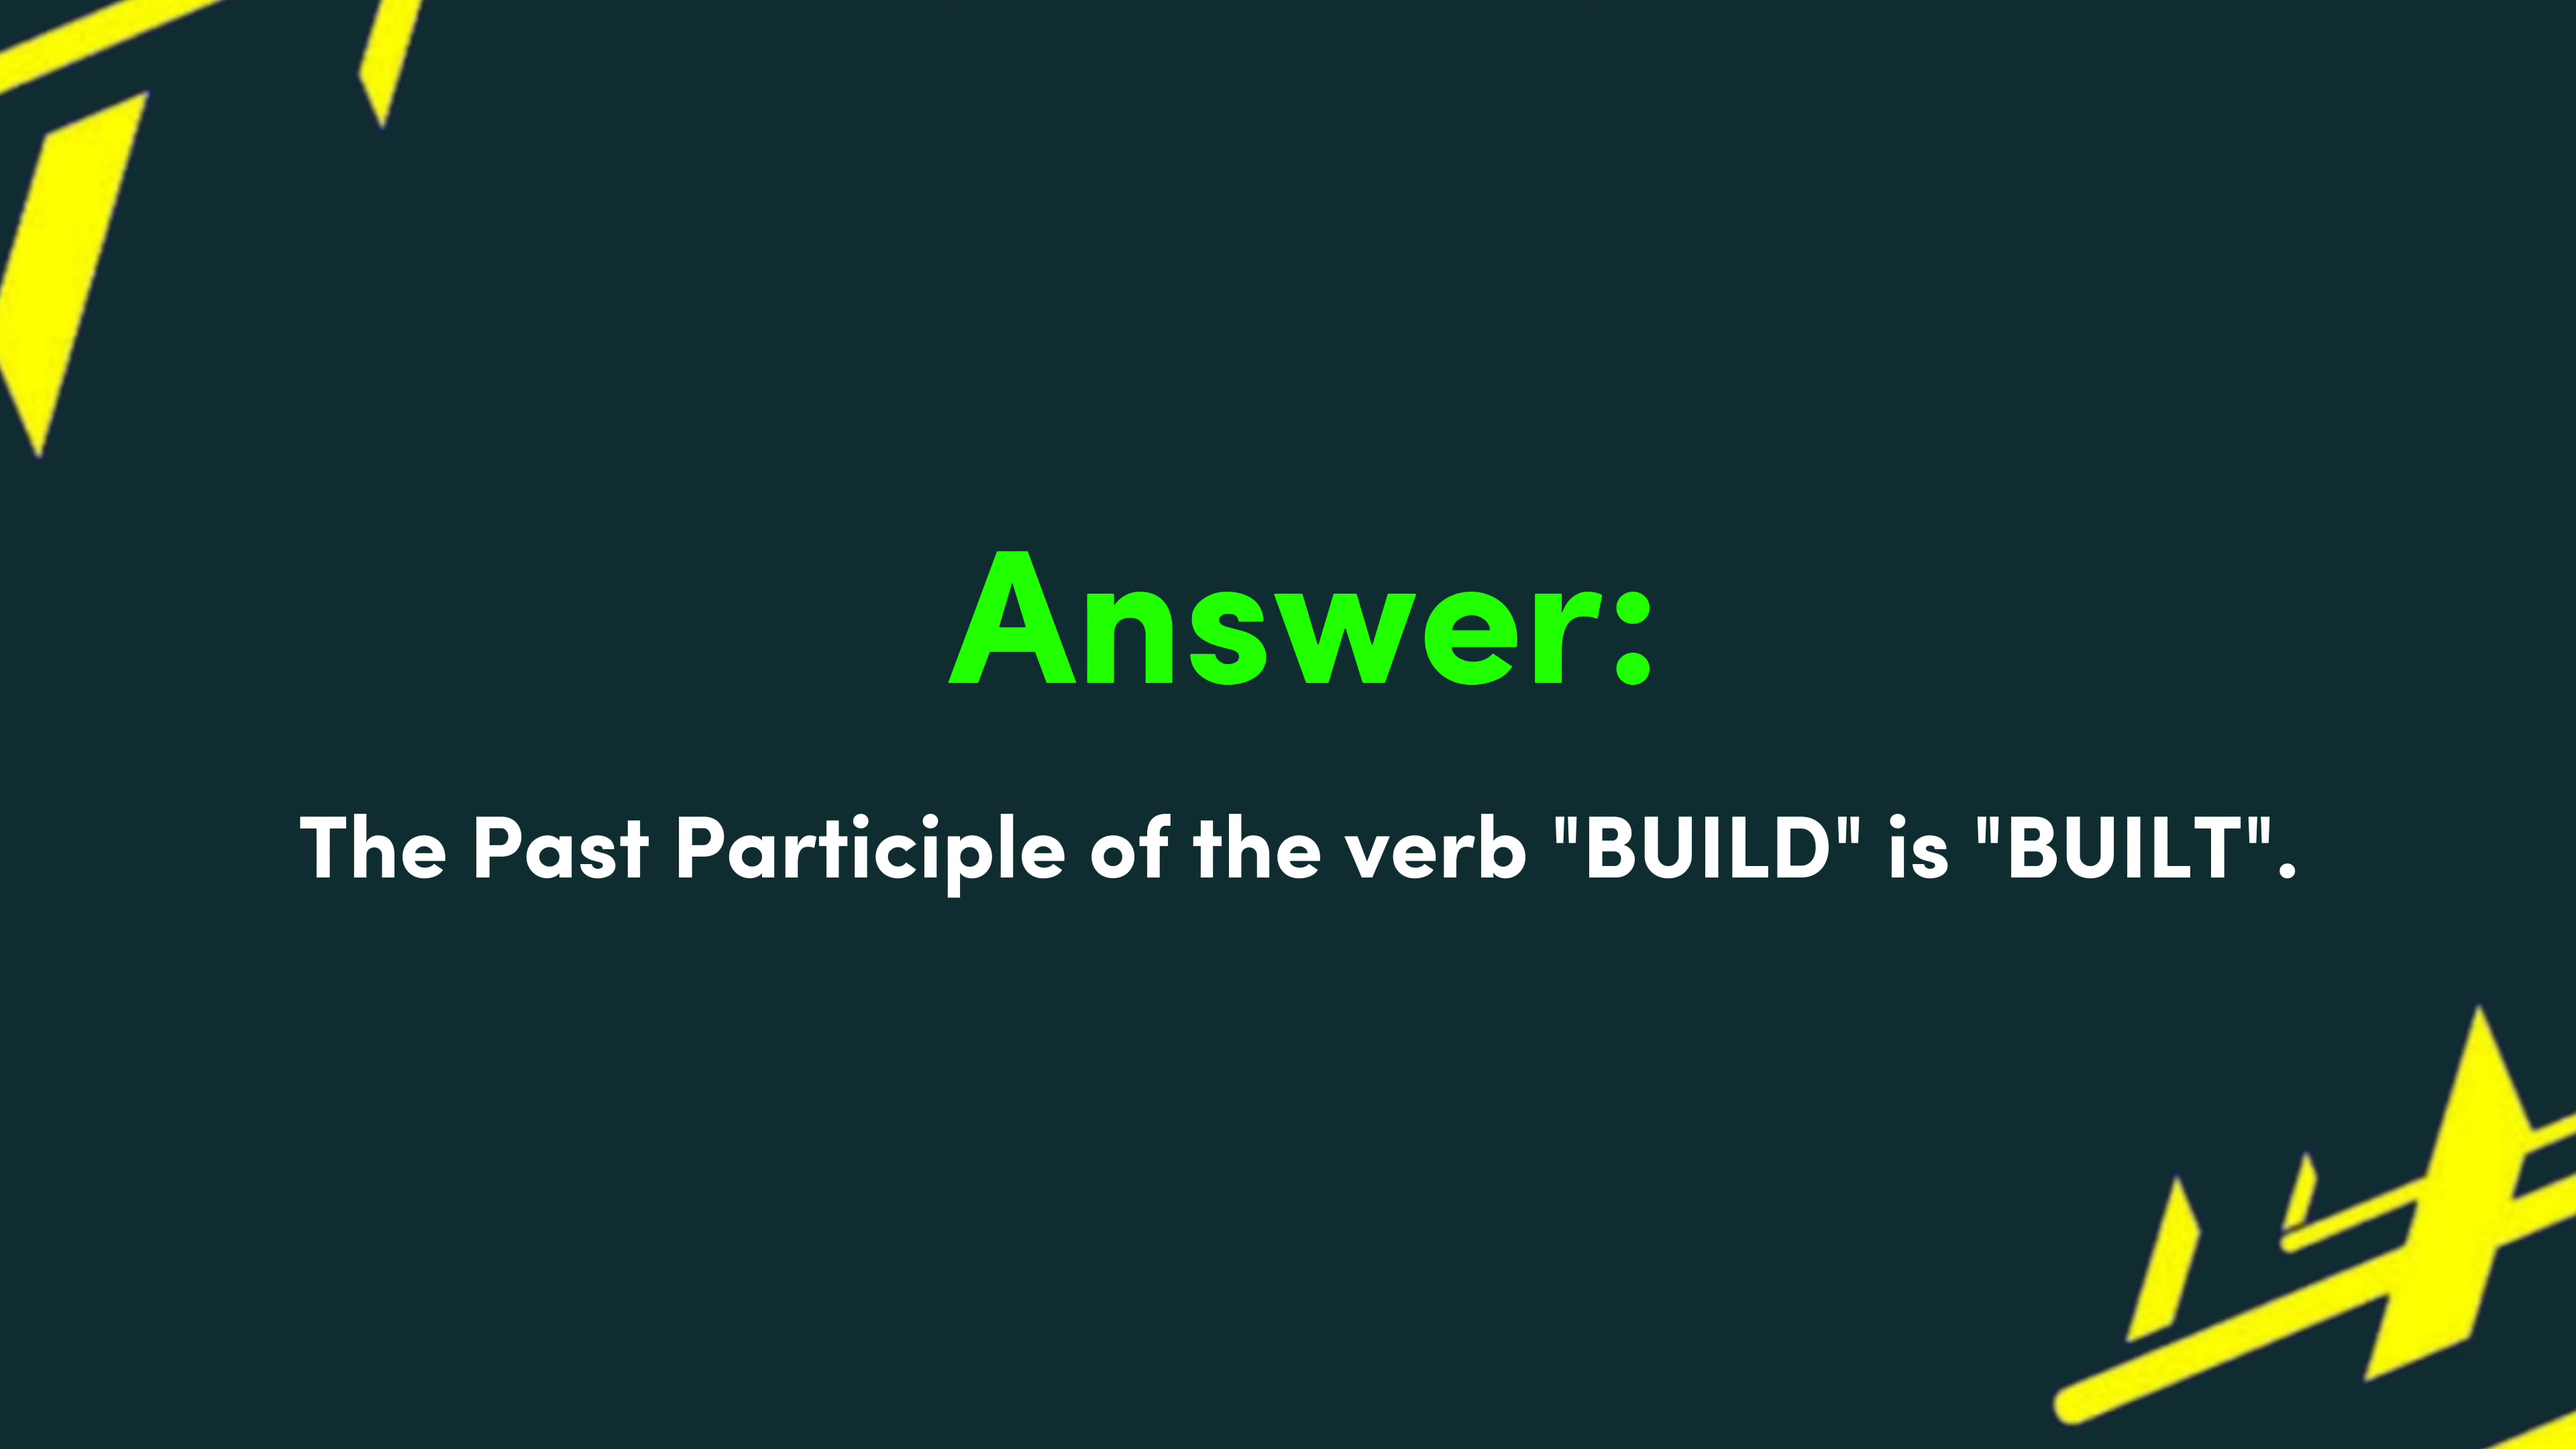 Answer:
The Past Participle of the verb "BUILD" is "BUILT".